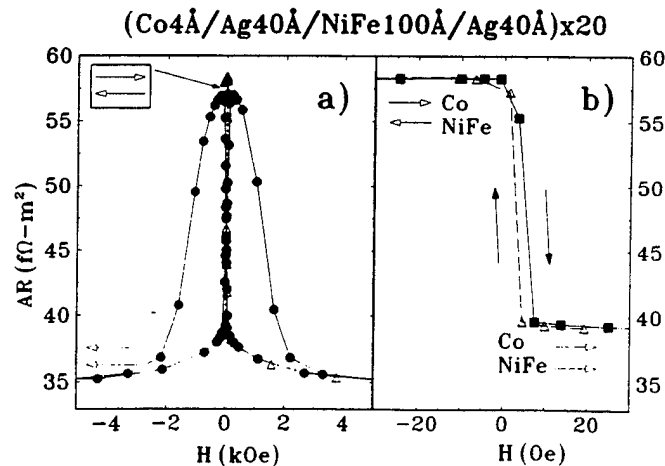 (Co4Å/Ag40Å/NiFe100Å/Ag40Å)x20
AR (fΩ−m²)
60
55
50
45
40
35
a)
−4 −2 0 2 4
H (kOe)
b)
Co
NiFe
Co
NiFe
60
55
50
45
40
35
−20 0 20
H (Oe)